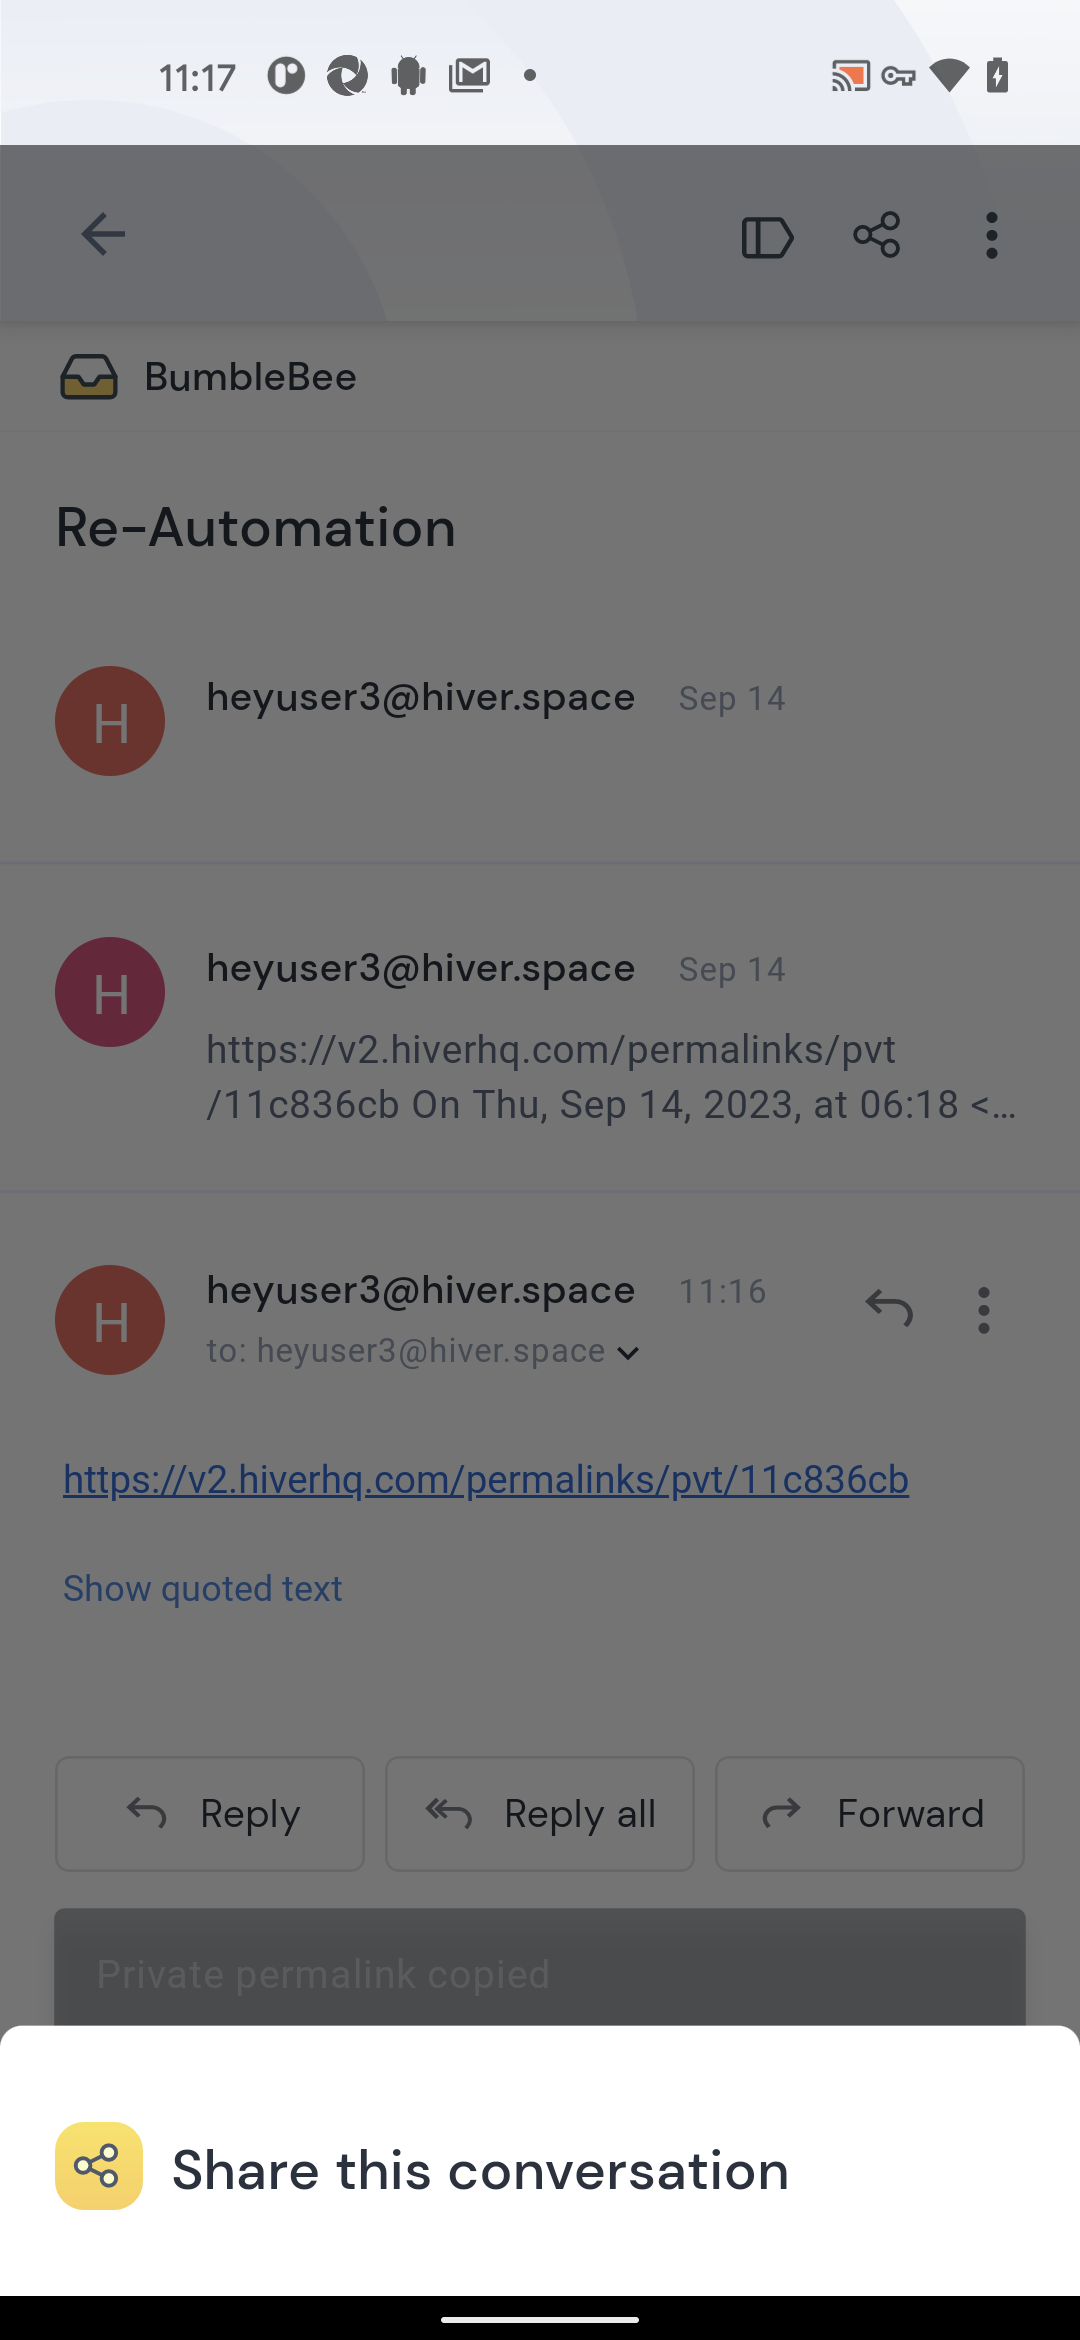 11:17
BumbleBee
Re-Automation
H
heyuser3@hiver.space Sep 14
H
heyuser3@hiver.space Sep 14
https://v2.hiverhq.com/permalinks/pvt
/11c836cb On Thu, Sep 14, 2023, at 06:18 <...
H
heyuser3@hiver.space 11:16
to: heyuser3@hiver.space
https://v2.hiverhq.com/permalinks/pvt/11c836cb
Show quoted text
Reply Reply all Forward
Private permalink copied
Share this conversation